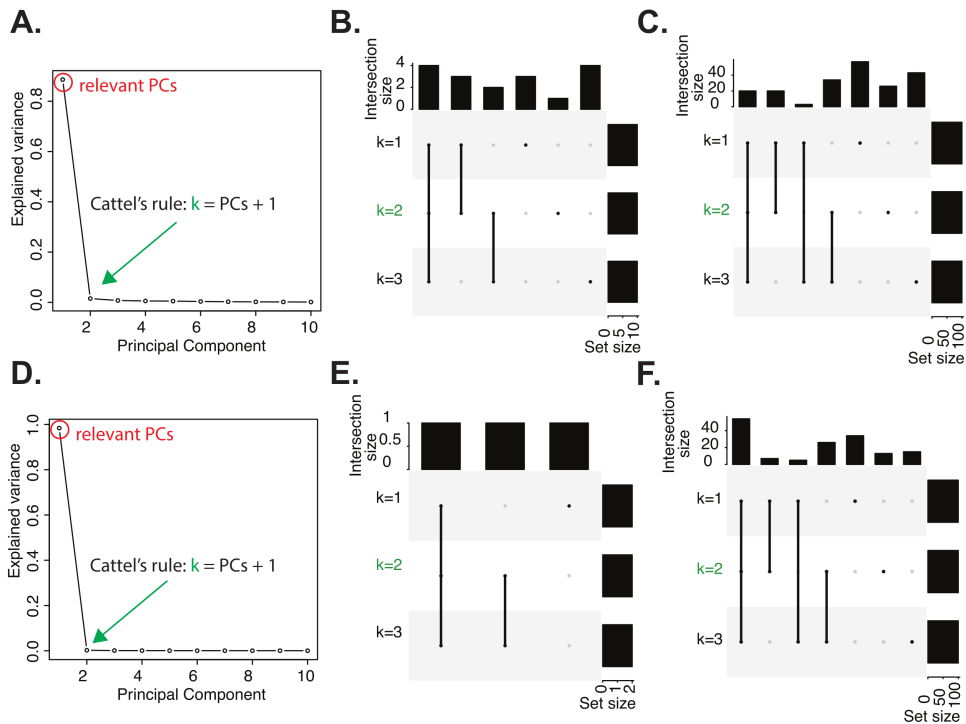 A.
Explained variance
0.0 0.2 0.4 0.6 0.8
relevant PCs
Cattel's rule: k = PCs + 1
2 4 6 8 10
Principal Component
B.
Intersection
size
0 2 4
k=1
k=2
k=3
0 5 10
Set size
C.
Intersection
size
0 20 40
k=1
k=2
k=3
0 50 100
Set size
D.
Explained variance
0.0 0.2 0.4 0.6 0.8 1.0
relevant PCs
Cattel's rule: k = PCs + 1
2 4 6 8 10
Principal Component
E.
Intersection
size
0 0.5 1
k=1
k=2
k=3
0 1 2
Set size
F.
Intersection
size
0 20 40
k=1
k=2
k=3
0 50 100
Set size